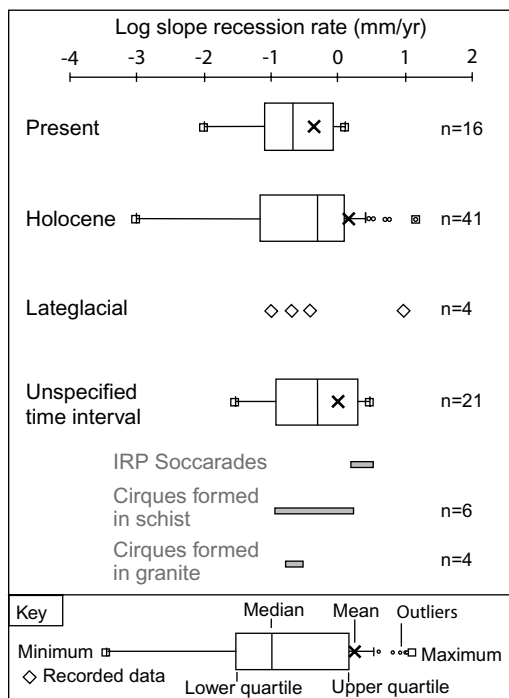 Log slope recession rate (mm/yr)
-4 -3 -2 -1 0 1 2
Present n=16
Holocene n=41
Lateglacial n=4
Unspecified
time interval n=21
IRP Soccarades
Cirques formed
in schist n=6
Cirques formed
in granite n=4
Key
Median Mean Outliers
Minimum Maximum
Recorded data
Lower quartile Upper quartile